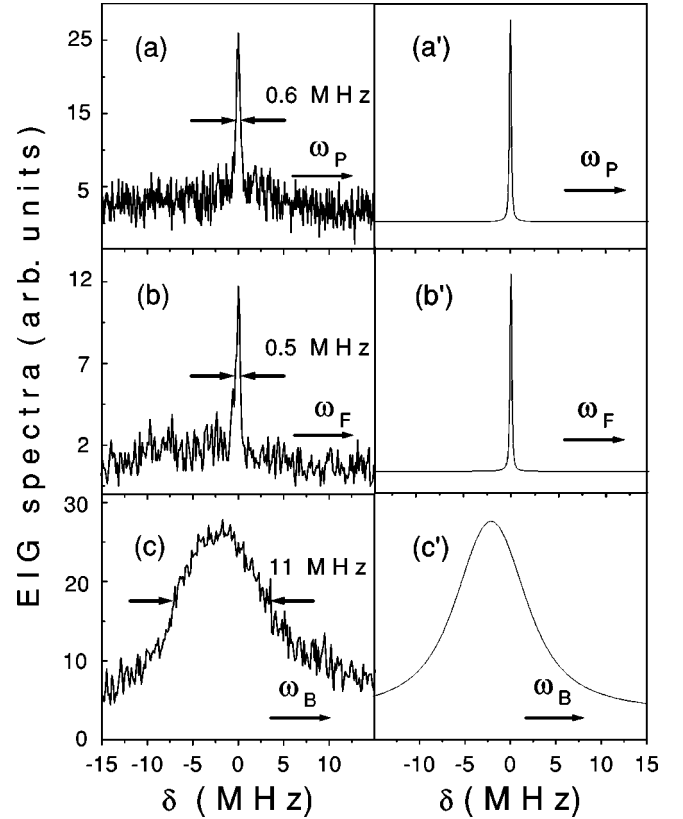 EIG spectra (arb. units)
(a)
25
15
5
0.6 MHz
ω_P
(a')
ω_P
(b)
12
7
2
0.5 MHz
ω_F
(b')
ω_F
(c)
30
20
10
0
11 MHz
ω_B
(c')
ω_B
-15 -10 -5 0 5 10
-10 -5 0 5 10 15
δ (MHz)
δ (MHz)